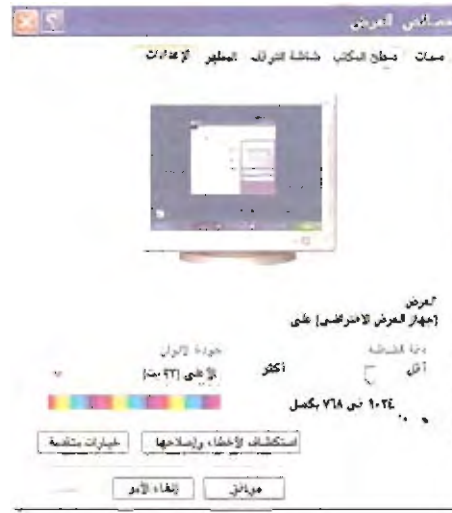 خصائص العرض
سمات سطح المكتب شاشة التوقف المظهر الإعدادات
العرض
(جهاز العرض الافتراضي) على
دقة الشاشة
أقل
أكثر
١٠٢٤ في ٧٦٨ بكسل
جودة الألوان
الأعلى (٣٢ بت)
استكشاف الأخطاء وإصلاحها
خيارات متقدمة
موافق
إلغاء الأمر